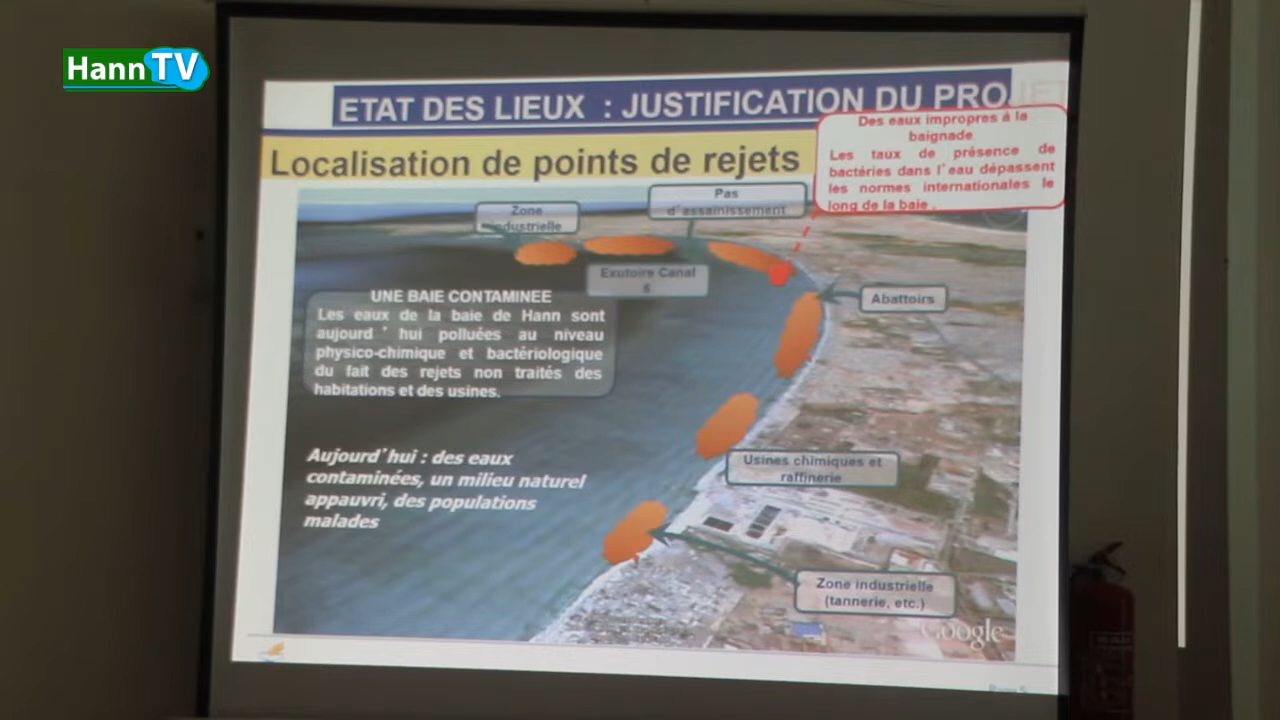 HannTV
ETAT DES LIEUX : JUSTIFICATION DU PROJET
Des eaux impropres à la
baignade
Les taux de présence de
bactéries dans l'eau dépassent
les normes internationales le
long de la baie .
Localisation de points de rejets
Pas
d'assainissement
Zone
industrielle
Exutoire Canal
6
Abattoirs
UNE BAIE CONTAMINEE
Les eaux de la baie de Hann sont
aujourd ' hui polluées au niveau
physico-chimique et bactériologique
du fait des rejets non traités des
habitations et des usines.
Aujourd'hui : des eaux
contaminées, un milieu naturel
appauvri, des populations
malades
Usines chimiques et
raffinerie
Zone industrielle
(tannerie, etc.)
Google